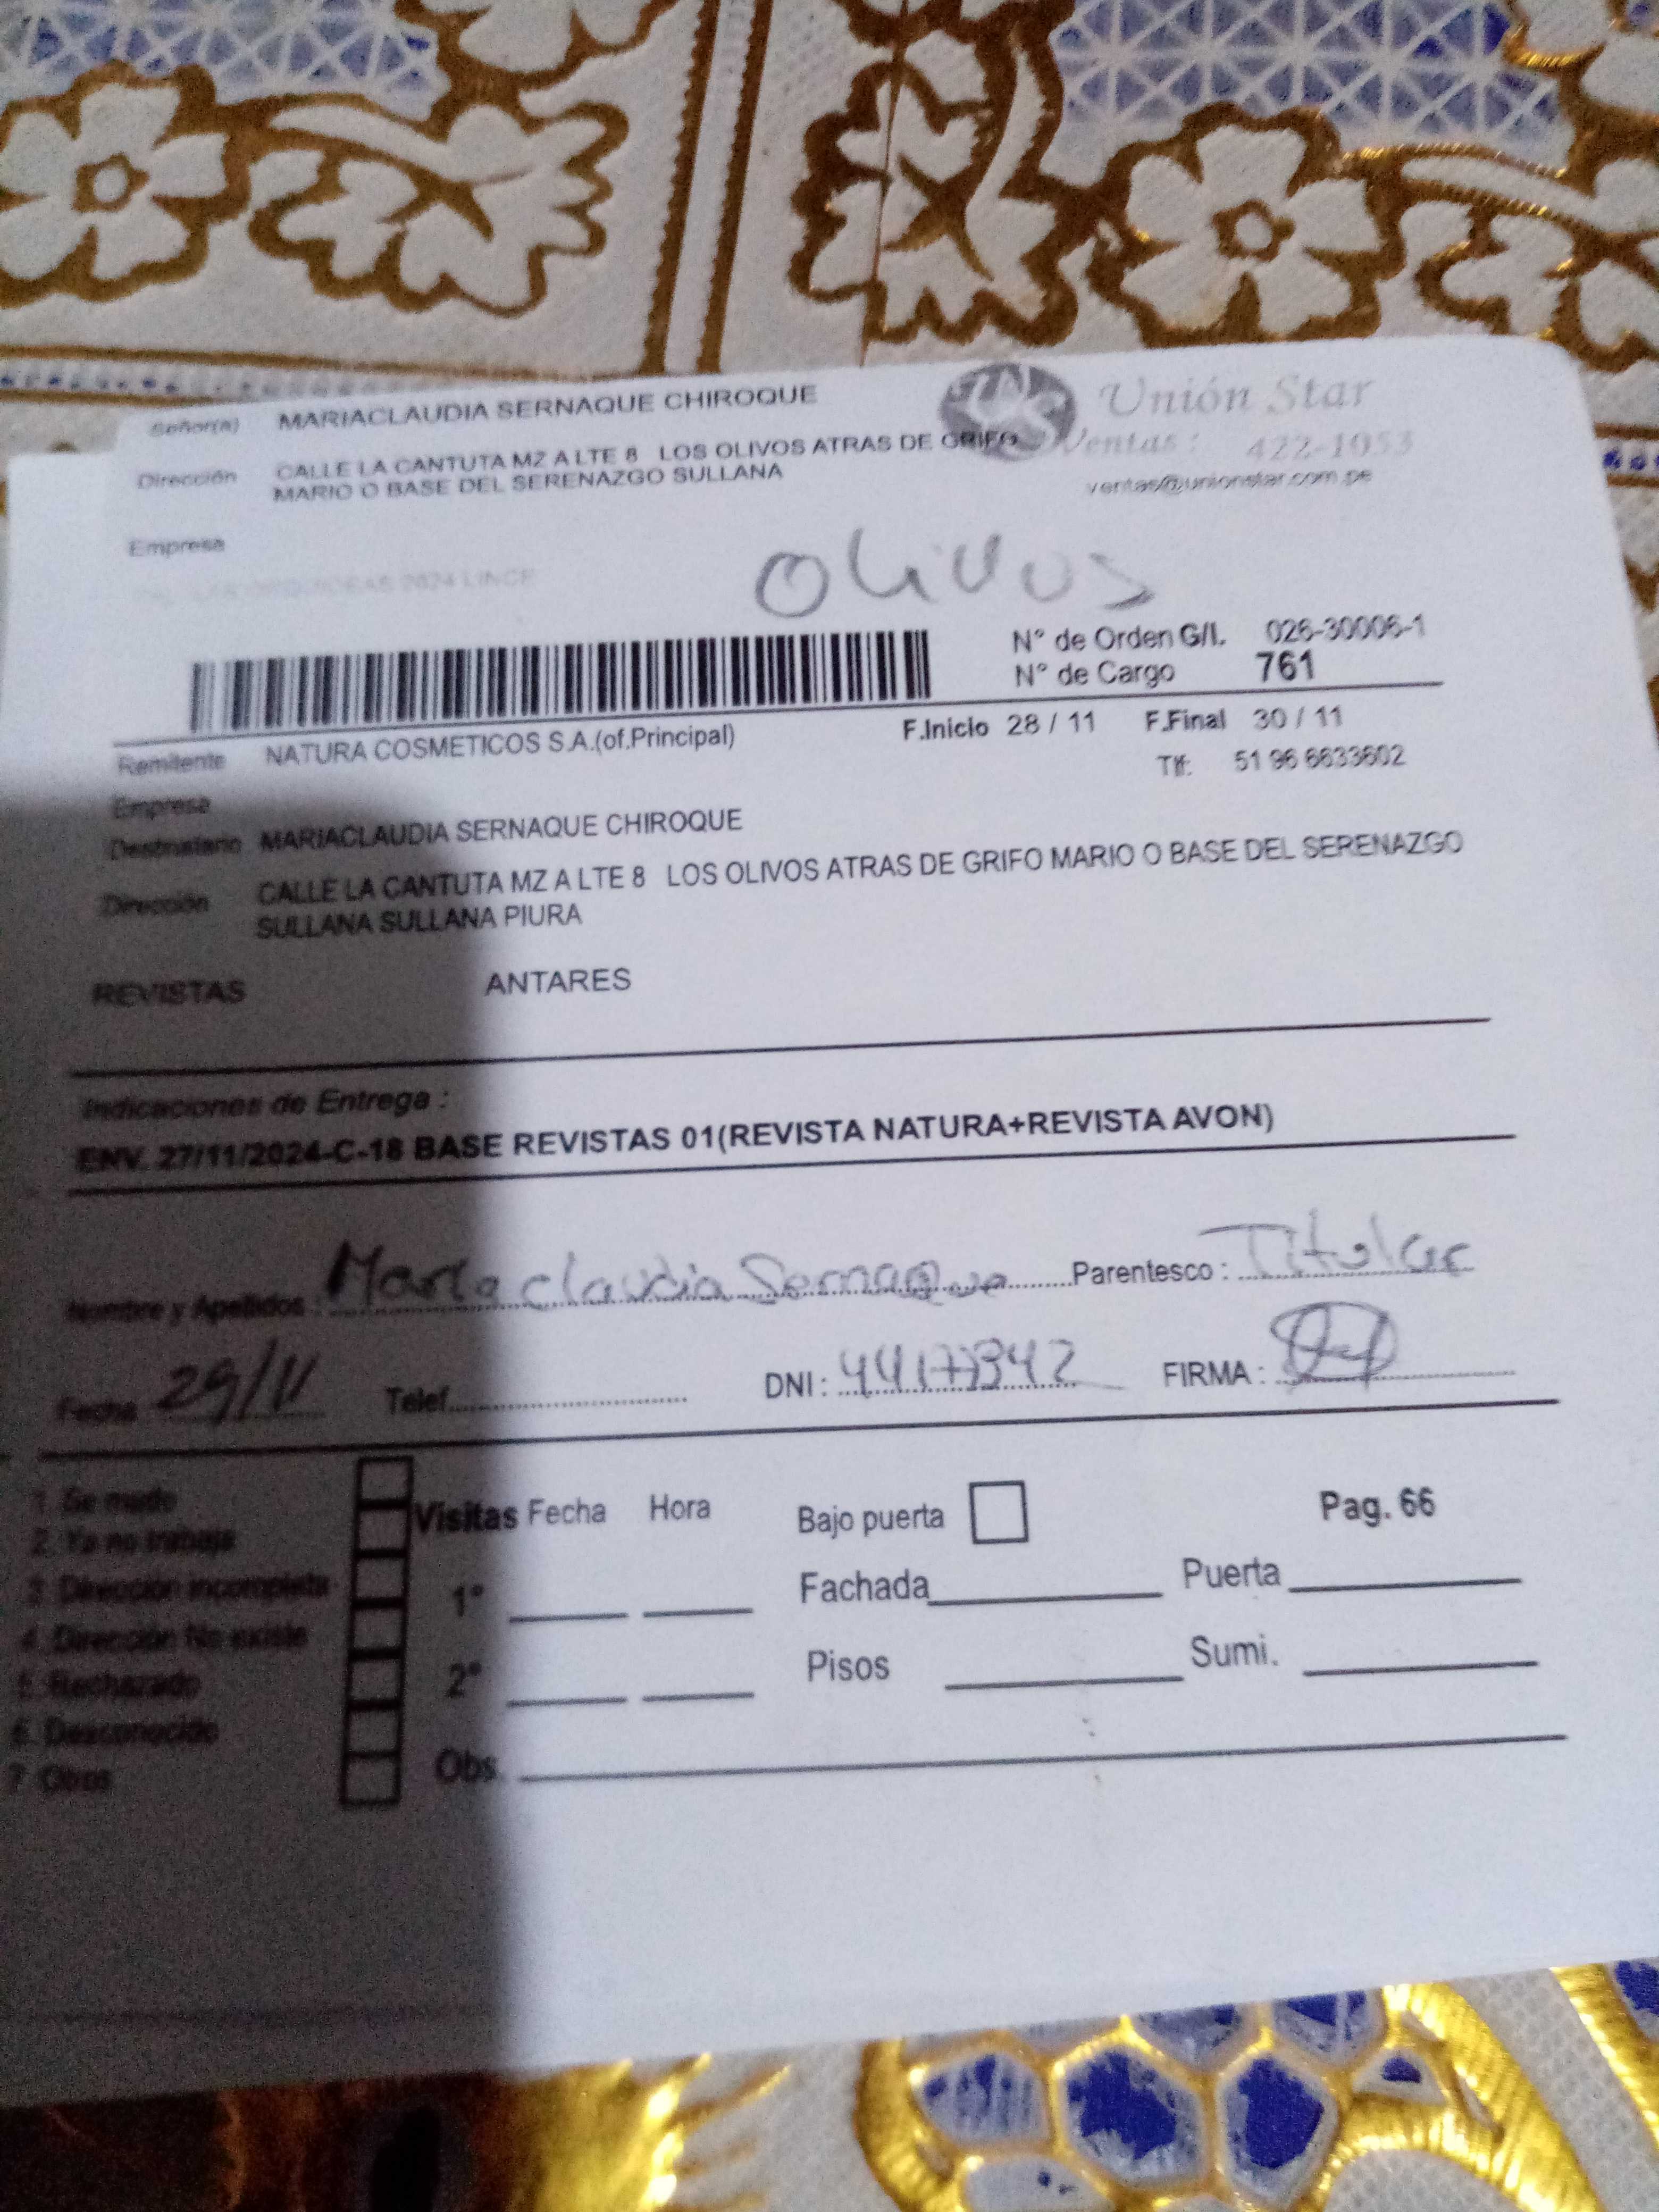 Señor(a) MARIACLAUDIA SERNAQUE CHIROQUE
Unión Star
Dirección CALLE LA CANTUTA MZ A LTE 8 LOS OLIVOS ATRAS DE GRIFO
Ventas: 422-1053
MARIO O BASE DEL SERENAZGO SULLANA
ventas@unionstar.com.pe
Empresa
2024 LINCE
Olivos
N° de Orden G/I. 026-30006-1
N° de Cargo 761
Remitente NATURA COSMETICOS S.A.(of.Principal) F.Inicio 28 / 11 F.Final 30 / 11
Tlf: 51 96 6633602
Empresa
Destinatario MARIACLAUDIA SERNAQUE CHIROQUE
Dirección CALLE LA CANTUTA MZ A LTE 8 LOS OLIVOS ATRAS DE GRIFO MARIO O BASE DEL SERENAZGO
SULLANA SULLANA PIURA
REVISTAS ANTARES
Indicaciones de Entrega :
ENV. 27/11/2024-C-18 BASE REVISTAS 01(REVISTA NATURA+REVISTA AVON)
Nombre y Apellidos : Maria Claudia Sernaque Parentesco : Titular
Fecha 29/11 Telef. DNI : FIRMA :
1. Se mudo
2. Ya no trabaja
3. Dirección incompleta
4. Dirección No existe
5. Rechazado
6. Desconocido
7. Otros
Visitas Fecha Hora Bajo puerta Pag. 66
1° Fachada Puerta
2° Pisos Sumi.
Obs.